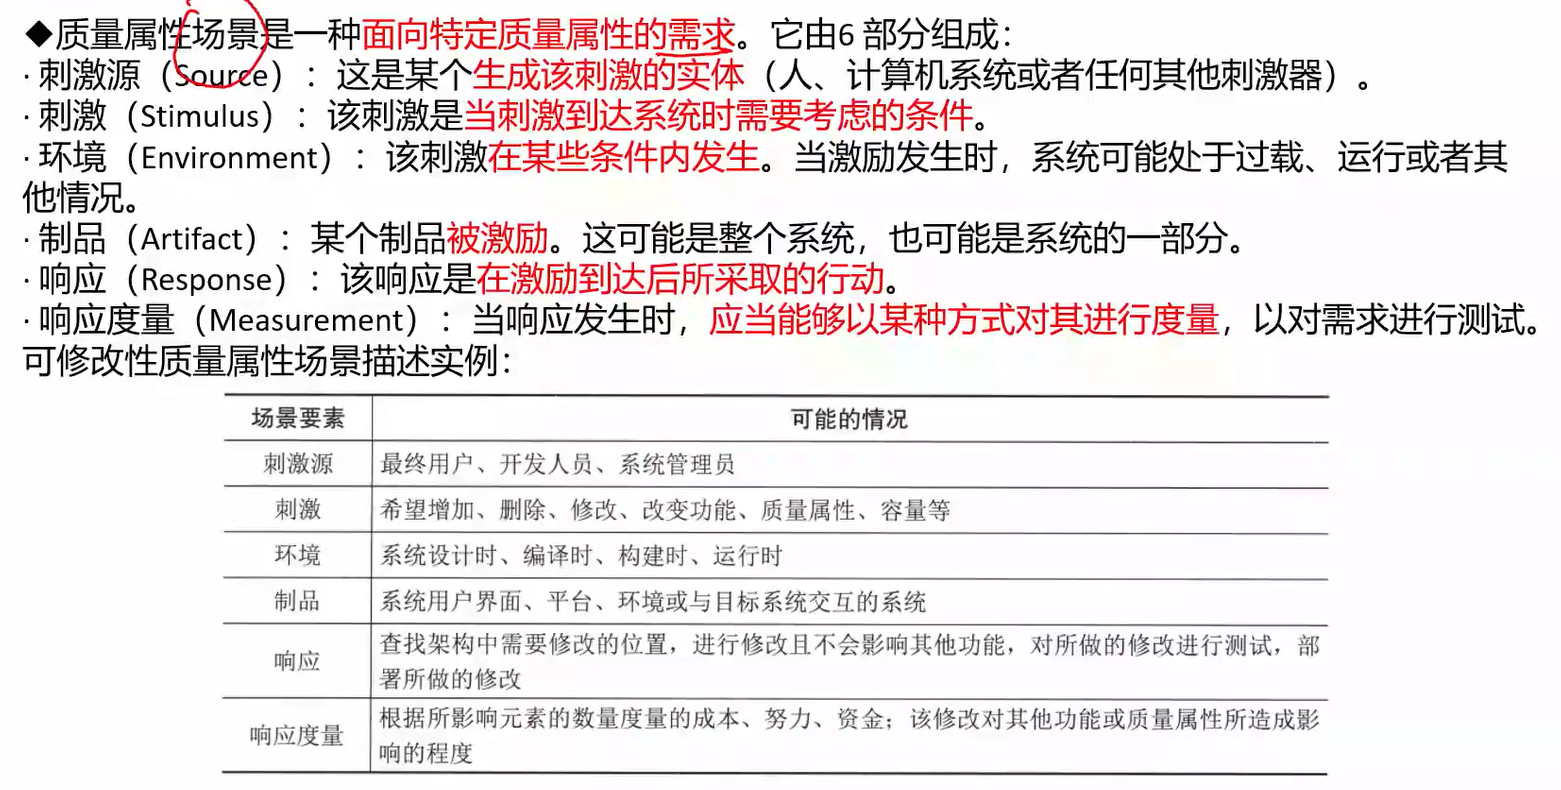 ◆质量属性场景是一种面向特定质量属性的需求。它由6 部分组成：
· 刺激源（Source）：这是某个生成该刺激的实体（人、计算机系统或者任何其他刺激器）。
· 刺激（Stimulus）：该刺激是当刺激到达系统时需要考虑的条件。
· 环境（Environment）：该刺激在某些条件内发生。当激励发生时，系统可能处于过载、运行或者其
他情况。
· 制品（Artifact）：某个制品被激励。这可能是整个系统，也可能是系统的一部分。
· 响应（Response）：该响应是在激励到达后所采取的行动。
· 响应度量（Measurement）：当响应发生时，应当能够以某种方式对其进行度量，以对需求进行测试。
可修改性质量属性场景描述实例：
场景要素 可能的情况
刺激源 最终用户、开发人员、系统管理员
刺激 希望增加、删除、修改、改变功能、质量属性、容量等
环境 系统设计时、编译时、构建时、运行时
制品 系统用户界面、平台、环境或与目标系统交互的系统
响应 查找架构中需要修改的位置，进行修改且不会影响其他功能，对所做的修改进行测试，部
署所做的修改
响应度量 根据所影响元素的数量度量的成本、努力、资金；该修改对其他功能或质量属性所造成影
响的程度